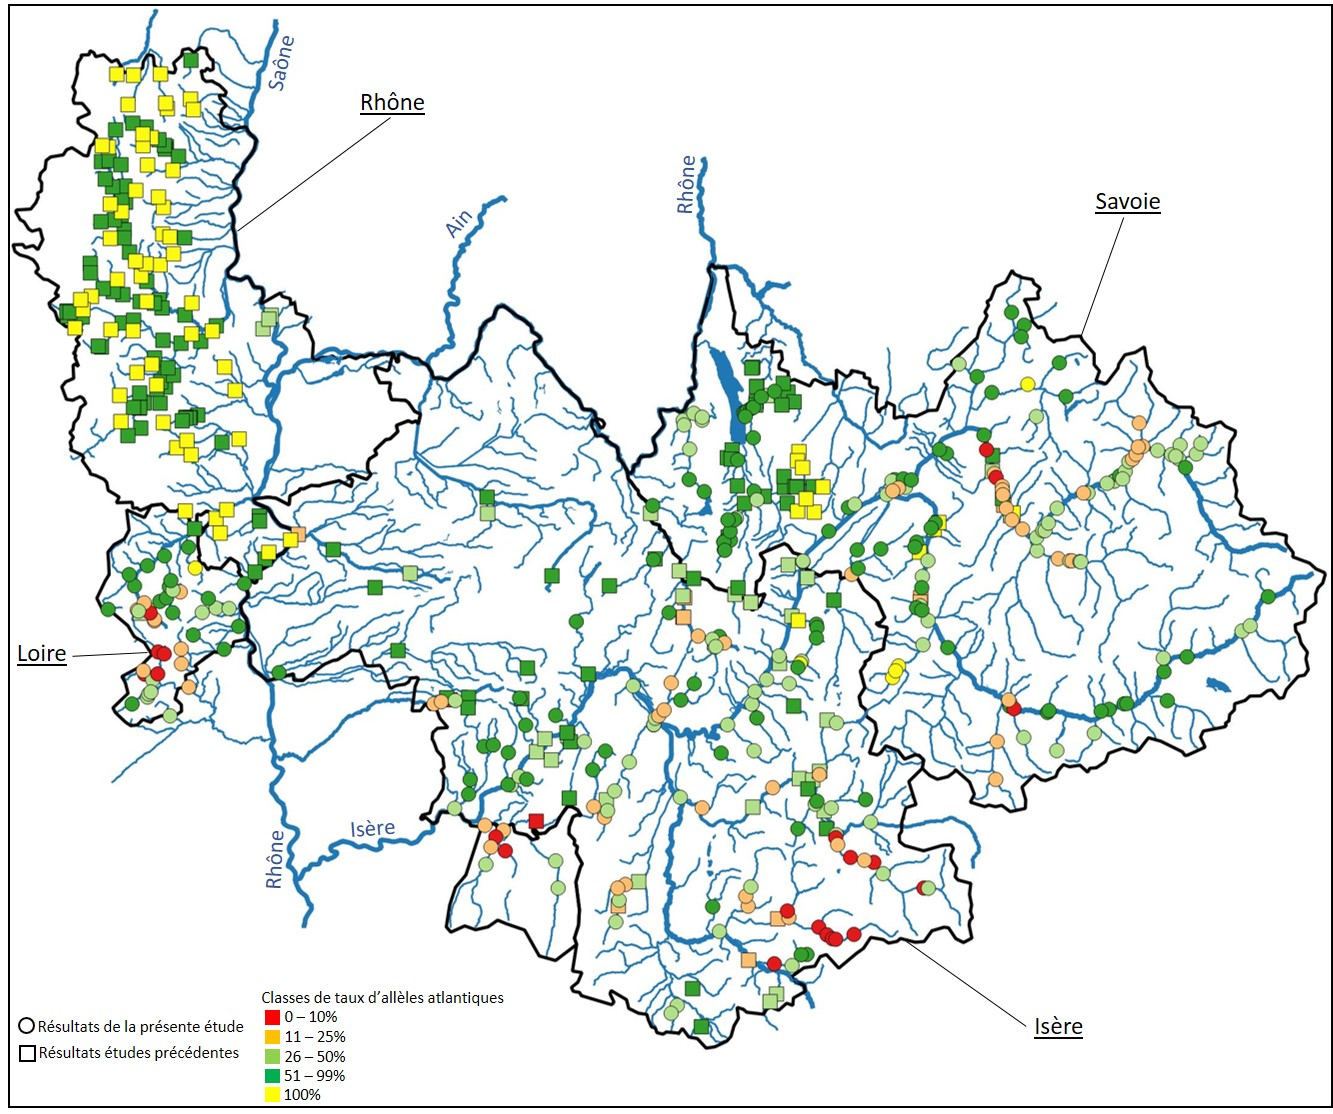 Saône
Rhône
Rhône
Ain
Savoie
Loire
Rhône
Isère
Isère
Classes de taux d'allèles atlantiques
0 – 10%
11 – 25%
26 – 50%
51 – 99%
100%
Résultats de la présente étude
Résultats études précédentes